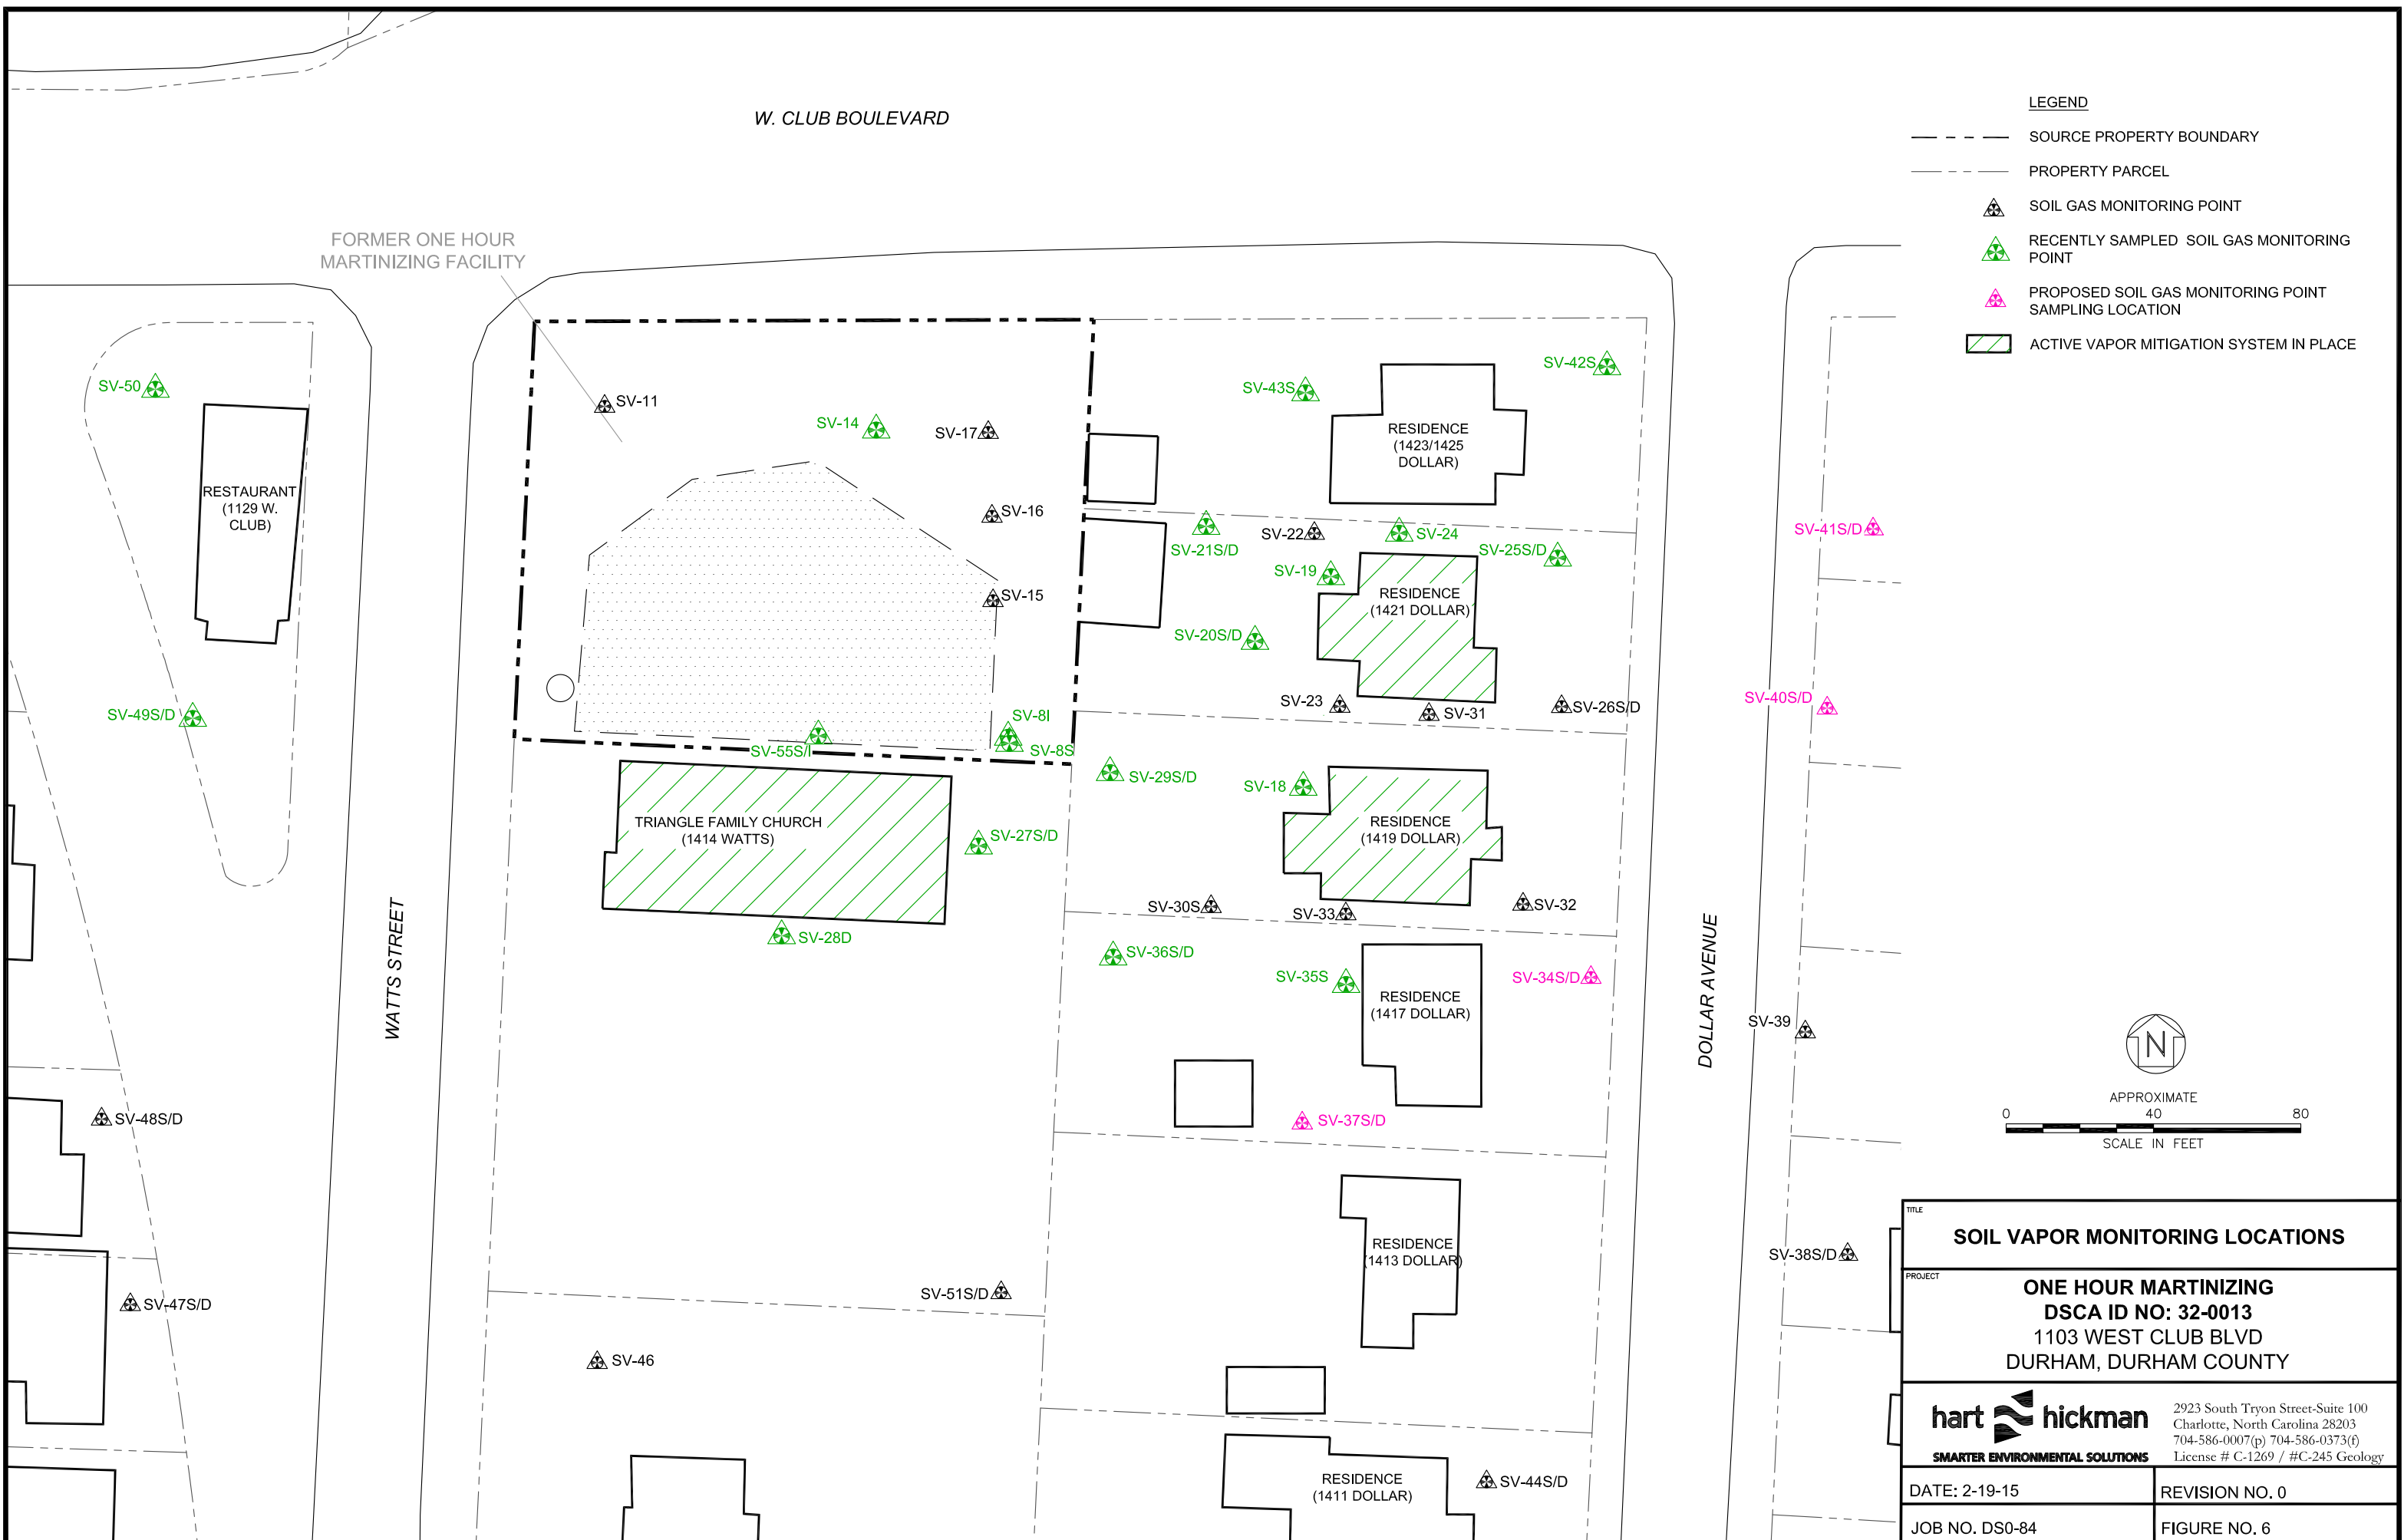 W. CLUB BOULEVARD
LEGEND
SOURCE PROPERTY BOUNDARY
PROPERTY PARCEL
SOIL GAS MONITORING POINT
RECENTLY SAMPLED SOIL GAS MONITORING
POINT
PROPOSED SOIL GAS MONITORING POINT
SAMPLING LOCATION
ACTIVE VAPOR MITIGATION SYSTEM IN PLACE
FORMER ONE HOUR
MARTINIZING FACILITY
SV-50
SV-11
SV-14
SV-17
SV-43S
SV-42S
RESIDENCE
(1423/1425
DOLLAR)
RESTAURANT
(1129 W.
CLUB)
SV-16
SV-21S/D
SV-22
SV-24
SV-25S/D
SV-41S/D
SV-19
SV-15
RESIDENCE
(1421 DOLLAR)
SV-20S/D
SV-23
SV-31
SV-26S/D
SV-40S/D
SV-49S/D
SV-8I
SV-55S/I
SV-8S
SV-29S/D
SV-18
TRIANGLE FAMILY CHURCH
(1414 WATTS)
SV-27S/D
RESIDENCE
(1419 DOLLAR)
SV-30S
SV-33
SV-32
SV-28D
WATTS STREET
SV-36S/D
SV-35S
SV-34S/D
RESIDENCE
(1417 DOLLAR)
DOLLAR AVENUE
SV-39
N
APPROXIMATE
0 40 80
SCALE IN FEET
SV-48S/D
SV-37S/D
RESIDENCE
(1413 DOLLAR)
SV-38S/D
SV-47S/D
SV-51S/D
SV-46
RESIDENCE
(1411 DOLLAR)
SV-44S/D
TITLE
SOIL VAPOR MONITORING LOCATIONS
PROJECT
ONE HOUR MARTINIZING
DSCA ID NO: 32-0013
1103 WEST CLUB BLVD
DURHAM, DURHAM COUNTY
hart hickman
SMARTER ENVIRONMENTAL SOLUTIONS
2923 South Tryon Street-Suite 100
Charlotte, North Carolina 28203
704-586-0007(p) 704-586-0373(f)
License # C-1269 / #C-245 Geology
DATE: 2-19-15
REVISION NO. 0
JOB NO. DS0-84
FIGURE NO. 6